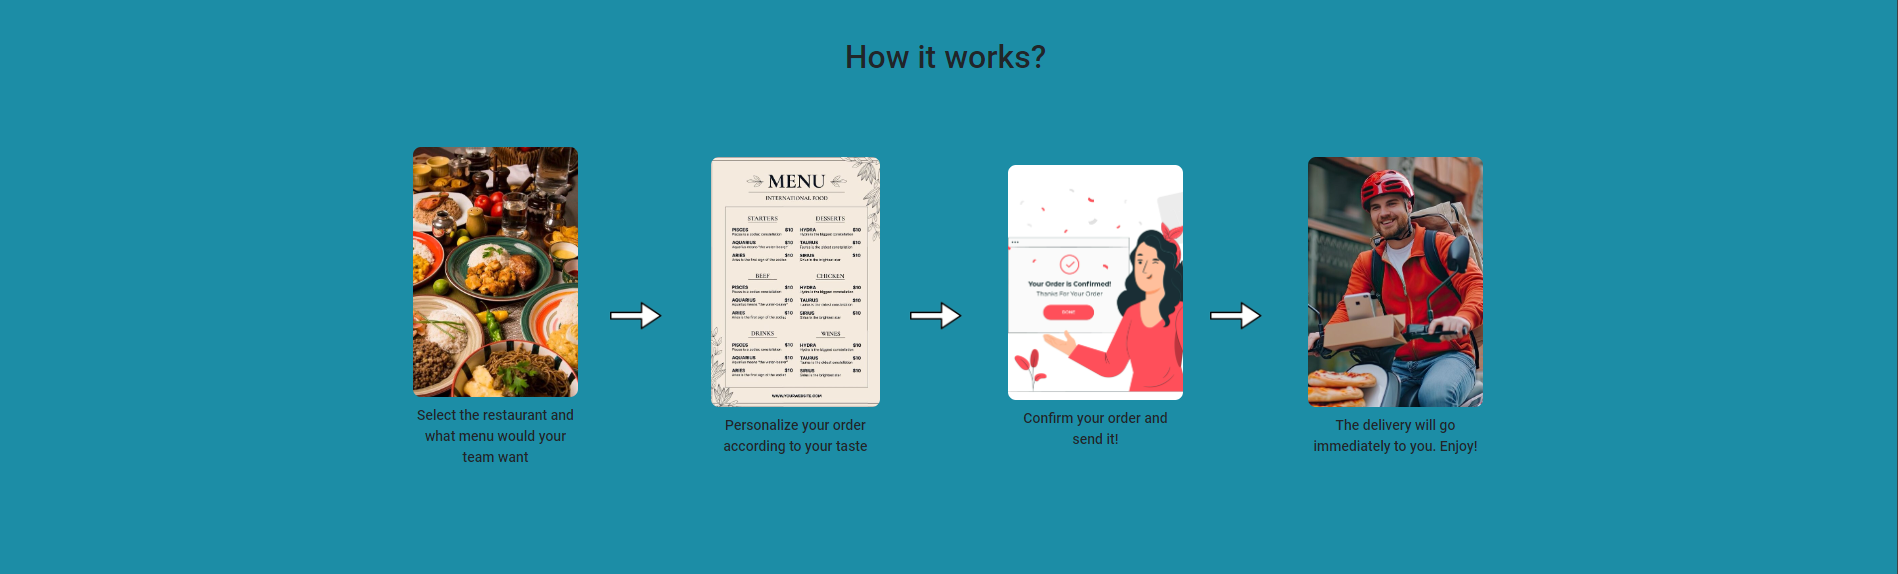 How it works?
MENU
INTERNATIONAL FOOD
STARTERS
PISCES $10
AQUARIUS $10
ARIES $10
DESSERTS
HYDRA $10
TAURUS $10
SIRIUS $10
BEEF
PISCES $10
AQUARIUS $10
ARIES $10
CHICKEN
HYDRA $10
TAURUS $10
SIRIUS $10
DRINKS
PISCES $10
AQUARIUS $10
ARIES $10
WINES
HYDRA $10
TAURUS $10
SIRIUS $10
WWW.YOURWEBSITE.COM
Your Order is Confirmed!
Thanks For Your Order
Select the restaurant and
what menu would your
team want
Personalize your order
according to your taste
Confirm your order and
send it!
The delivery will go
immediately to you. Enjoy!